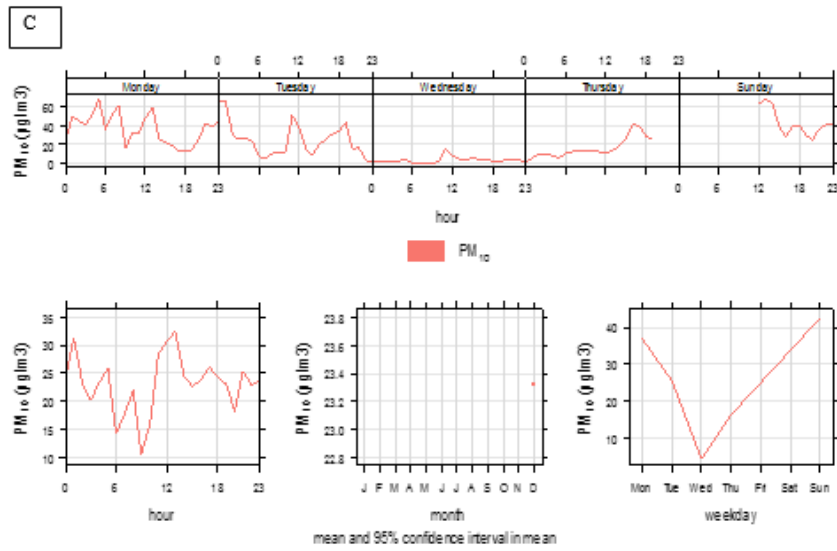 C
0 6 12 18 23 0 6 12 18 23
Monday Tuesday Wednesday Thursday Sunday
PM10 (µg/m3)
60
40
20
0
0 6 12 18 23 0 6 12 18 23 0 6 12 18 23
hour
PM10
PM10 (µg/m3)
35
30
25
20
15
10
0 6 12 18 23
hour
PM10 (µg/m3)
23.8
23.6
23.4
23.2
23.0
22.8
J F M A M J J A S O N D
month
PM10 (µg/m3)
40
30
20
10
Mon Tue Wed Thu Fri Sat Sun
weekday
mean and 95% confidence interval in mean